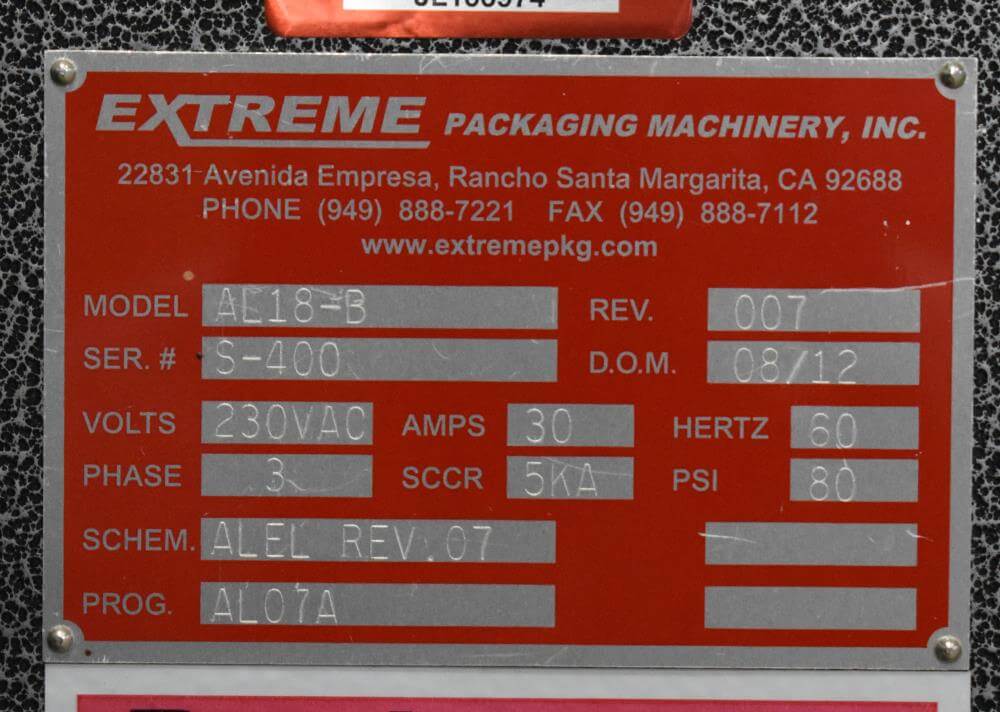 EXTREME PACKAGING MACHINERY, INC.
22831 Avenida Empresa, Rancho Santa Margarita, CA 92688
PHONE (949) 888-7221 FAX (949) 888-7112
www.extremepkg.com
MODEL AL18-B REV. 007
SER. # S-400 D.O.M. 08/12
VOLTS 230VAC AMPS 30 HERTZ 60
PHASE 3 SCCR 5KA PSI 80
SCHEM. ALEL REV.07
PROG. AL07A